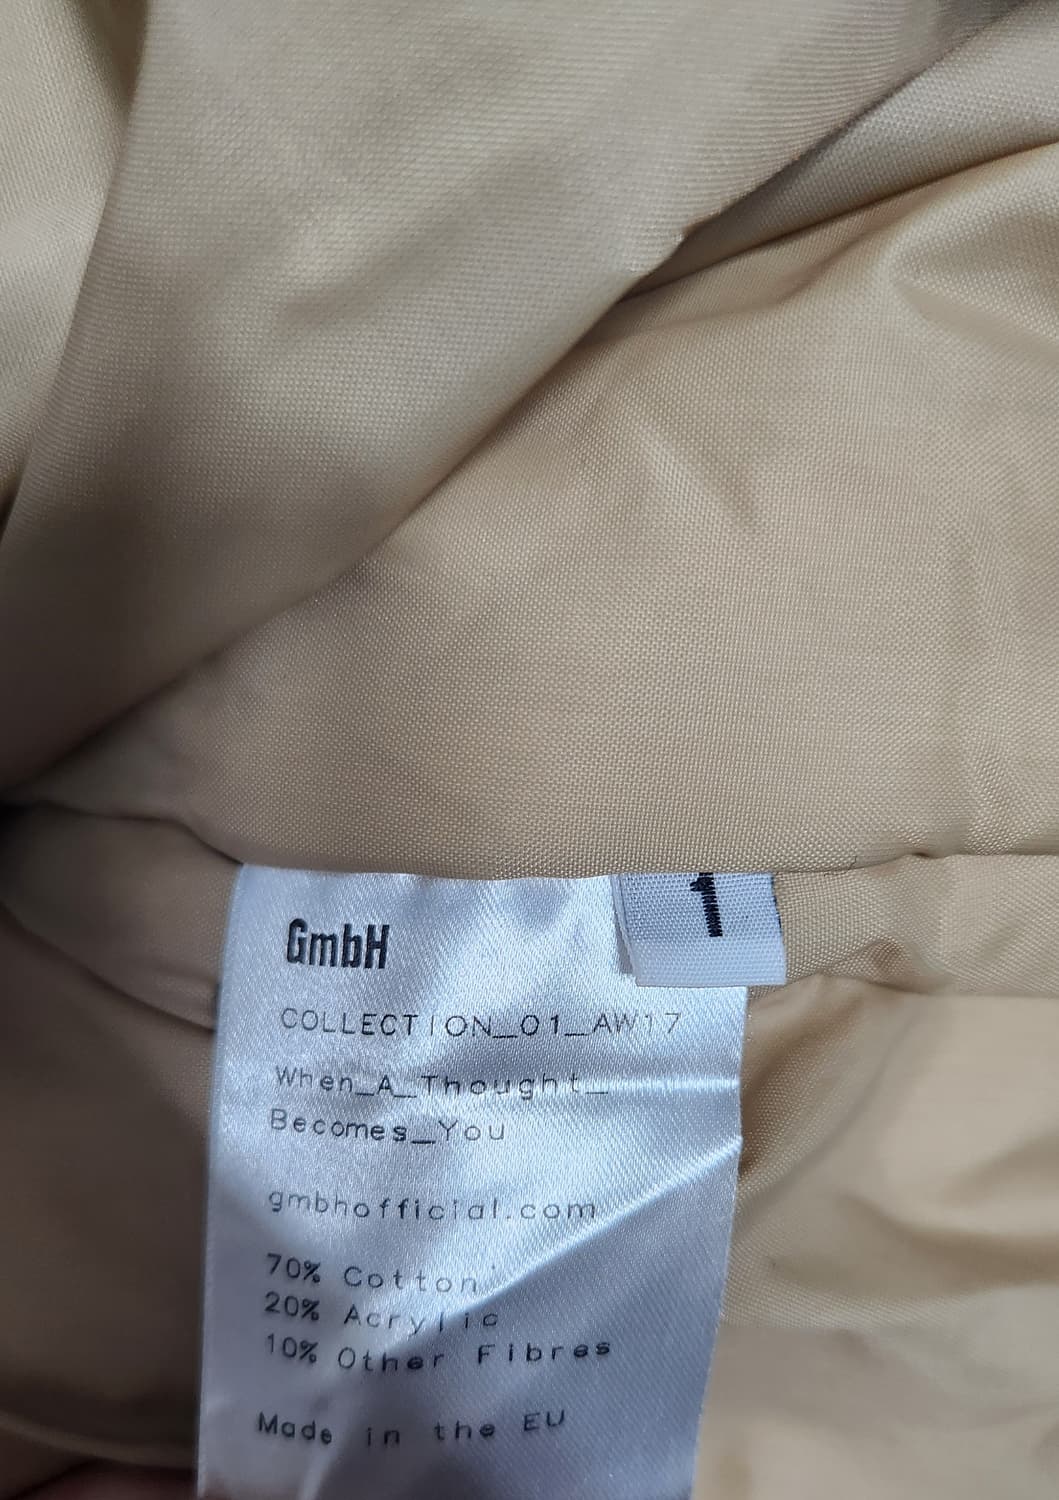 1
GmbH
COLLECTION_01_AW17
When_A_Thought_
Becomes_You
gmbhofficial.com
70% Cotton
20% Acrylic
10% Other Fibres
Made in the EU